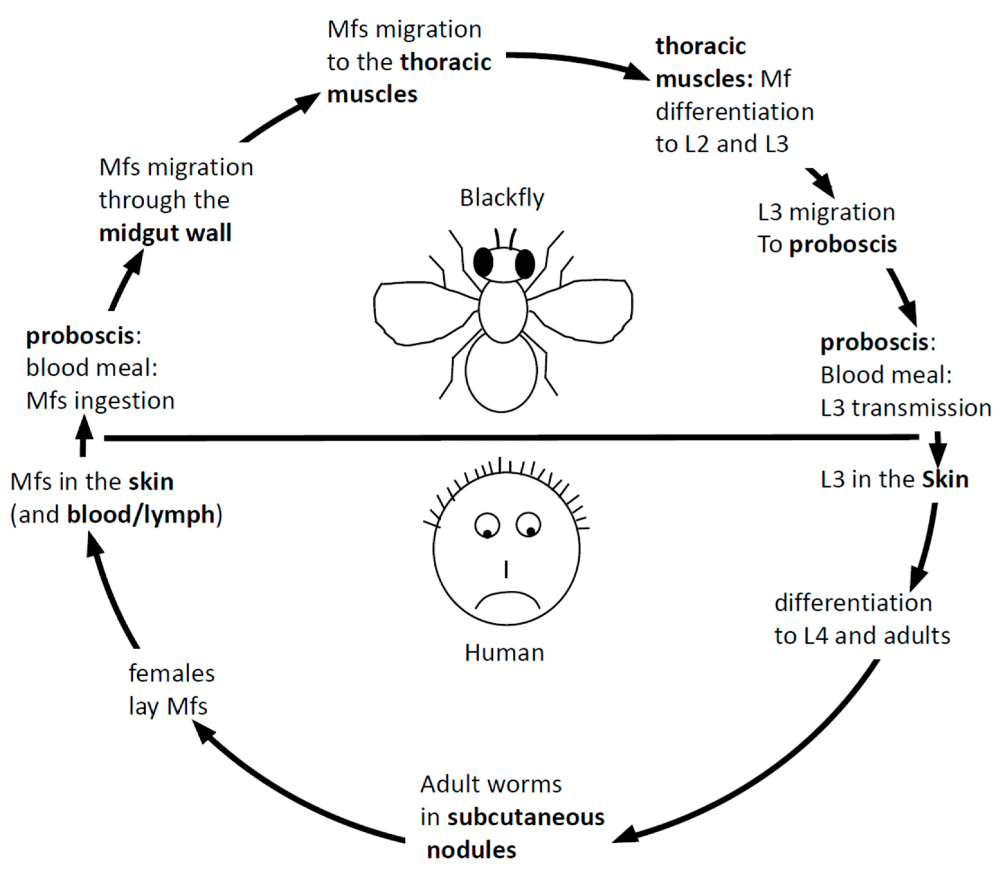 Mfs migration
to the thoracic
muscles
thoracic
muscles: Mf
differentiation
to L2 and L3
L3 migration
To proboscis
proboscis:
Blood meal:
L3 transmission
L3 in the Skin
differentiation
to L4 and adults
Adult worms
in subcutaneous
nodules
females
lay Mfs
Mfs in the skin
(and blood/lymph)
proboscis:
blood meal:
Mfs ingestion
Mfs migration
through the
midgut wall
Blackfly
Human